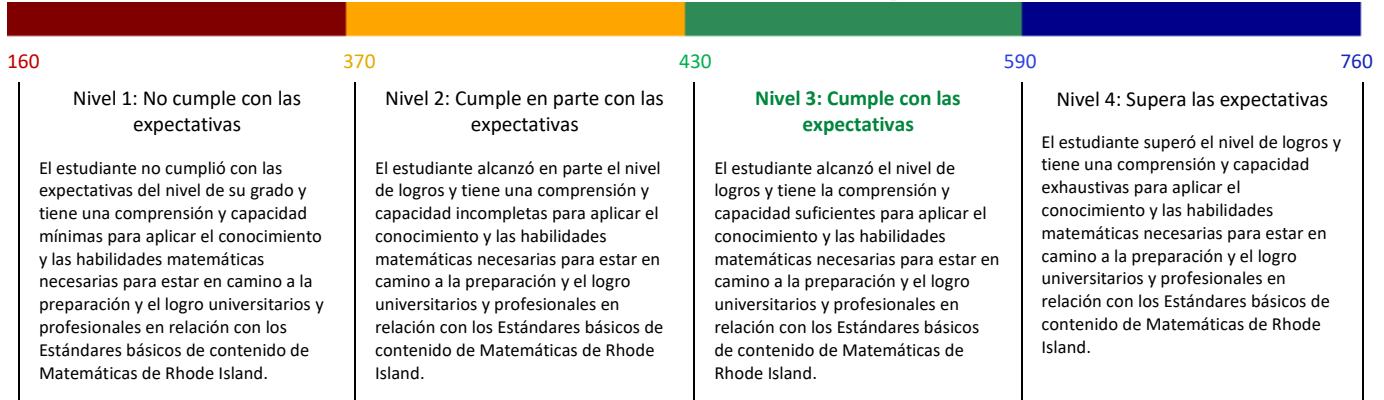 160
370
430
590
760
Nivel 1: No cumple con las
expectativas
El estudiante no cumplió con las
expectativas del nivel de su grado y
tiene una comprensión y capacidad
mínimas para aplicar el conocimiento
y las habilidades matemáticas
necesarias para estar en camino a la
preparación y el logro universitarios y
profesionales en relación con los
Estándares básicos de contenido de
Matemáticas de Rhode Island.
Nivel 2: Cumple en parte con las
expectativas
El estudiante alcanzó en parte el nivel
de logros y tiene una comprensión y
capacidad incompletas para aplicar el
conocimiento y las habilidades
matemáticas necesarias para estar en
camino a la preparación y el logro
universitarios y profesionales en
relación con los Estándares básicos de
contenido de Matemáticas de Rhode
Island.
Nivel 3: Cumple con las
expectativas
El estudiante alcanzó el nivel de
logros y tiene la comprensión y
capacidad suficientes para aplicar el
conocimiento y las habilidades
matemáticas necesarias para estar en
camino a la preparación y el logro
universitarios y profesionales en
relación con los Estándares básicos
de contenido de Matemáticas de
Rhode Island.
Nivel 4: Supera las expectativas
El estudiante superó el nivel de logros y
tiene una comprensión y capacidad
exhaustivas para aplicar el
conocimiento y las habilidades
matemáticas necesarias para estar en
camino a la preparación y el logro
universitarios y profesionales en
relación con los Estándares básicos de
contenido de Matemáticas de Rhode
Island.